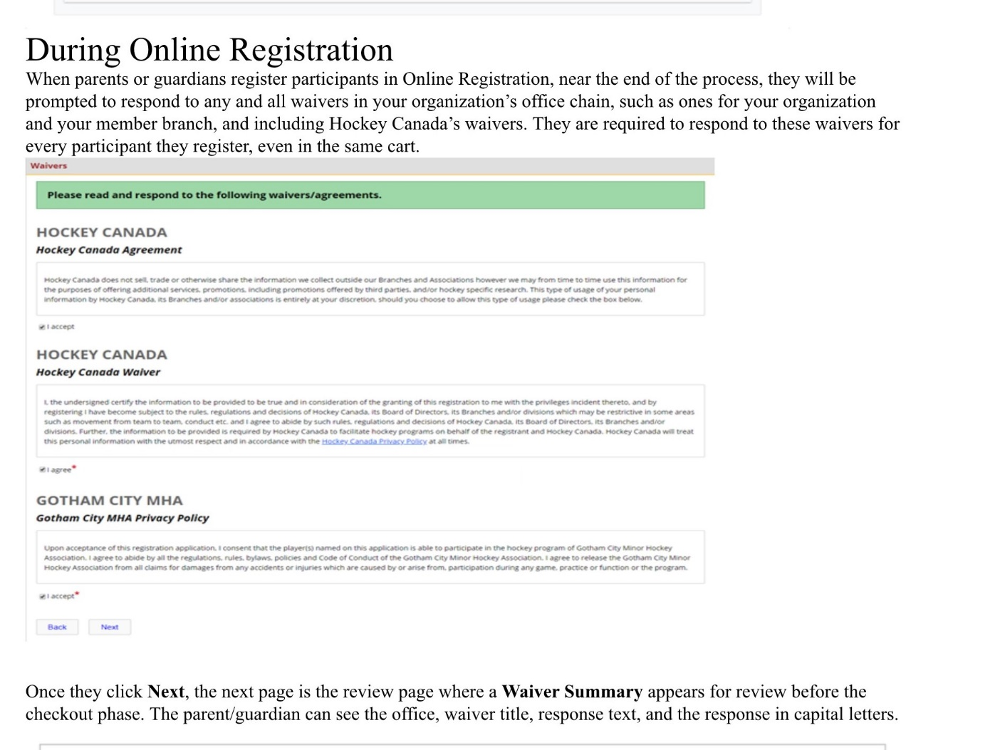 During Online Registration
When parents or guardians register participants in Online Registration, near the end of the process, they will be
prompted to respond to any and all waivers in your organization’s office chain, such as ones for your organization
and your member branch, and including Hockey Canada’s waivers. They are required to respond to these waivers for
every participant they register, even in the same cart.
Waivers
Please read and respond to the following waivers/agreements.
HOCKEY CANADA
Hockey Canada Agreement
Hockey Canada does not sell, trade or otherwise share the information we collect outside our Branches and Associations however we may from time to time use this information for
the purposes of offering additional services, promotions, including promotions offered by third parties, and/or hockey specific research. This type of usage of your personal
information by Hockey Canada, its Branches and/or associations is entirely at your discretion, should you choose to allow this type of usage please check the box below.
I accept
HOCKEY CANADA
Hockey Canada Waiver
I, the undersigned certify the information to be provided to be true and in consideration of the granting of this registration to me with the privileges incident thereto, and by
registering I have become subject to the rules, regulations and decisions of Hockey Canada, its Board of Directors, its Branches and/or divisions which may be restrictive in some areas
such as movement from team to team, conduct etc. and I agree to abide by such rules, regulations and decisions of Hockey Canada, its Board of Directors, its Branches and/or
divisions. Further, the information to be provided is required by Hockey Canada to facilitate hockey programs on behalf of the registrant and Hockey Canada. Hockey Canada will treat
this personal information with the utmost respect and in accordance with the Hockey Canada Privacy Policy at all times.
I agree*
GOTHAM CITY MHA
Gotham City MHA Privacy Policy
Upon acceptance of this registration application, I consent that the player(s) named on this application is able to participate in the hockey program of Gotham City Minor Hockey
Association. I agree to abide by all the regulations, rules, bylaws, policies and Code of Conduct of the Gotham City Minor Hockey Association. I agree to release the Gotham City Minor
Hockey Association from all claims for damages from any accidents or injuries which are caused by or arise from, participation during any game, practice or function or the program.
I accept*
Back Next
Once they click Next, the next page is the review page where a Waiver Summary appears for review before the
checkout phase. The parent/guardian can see the office, waiver title, response text, and the response in capital letters.